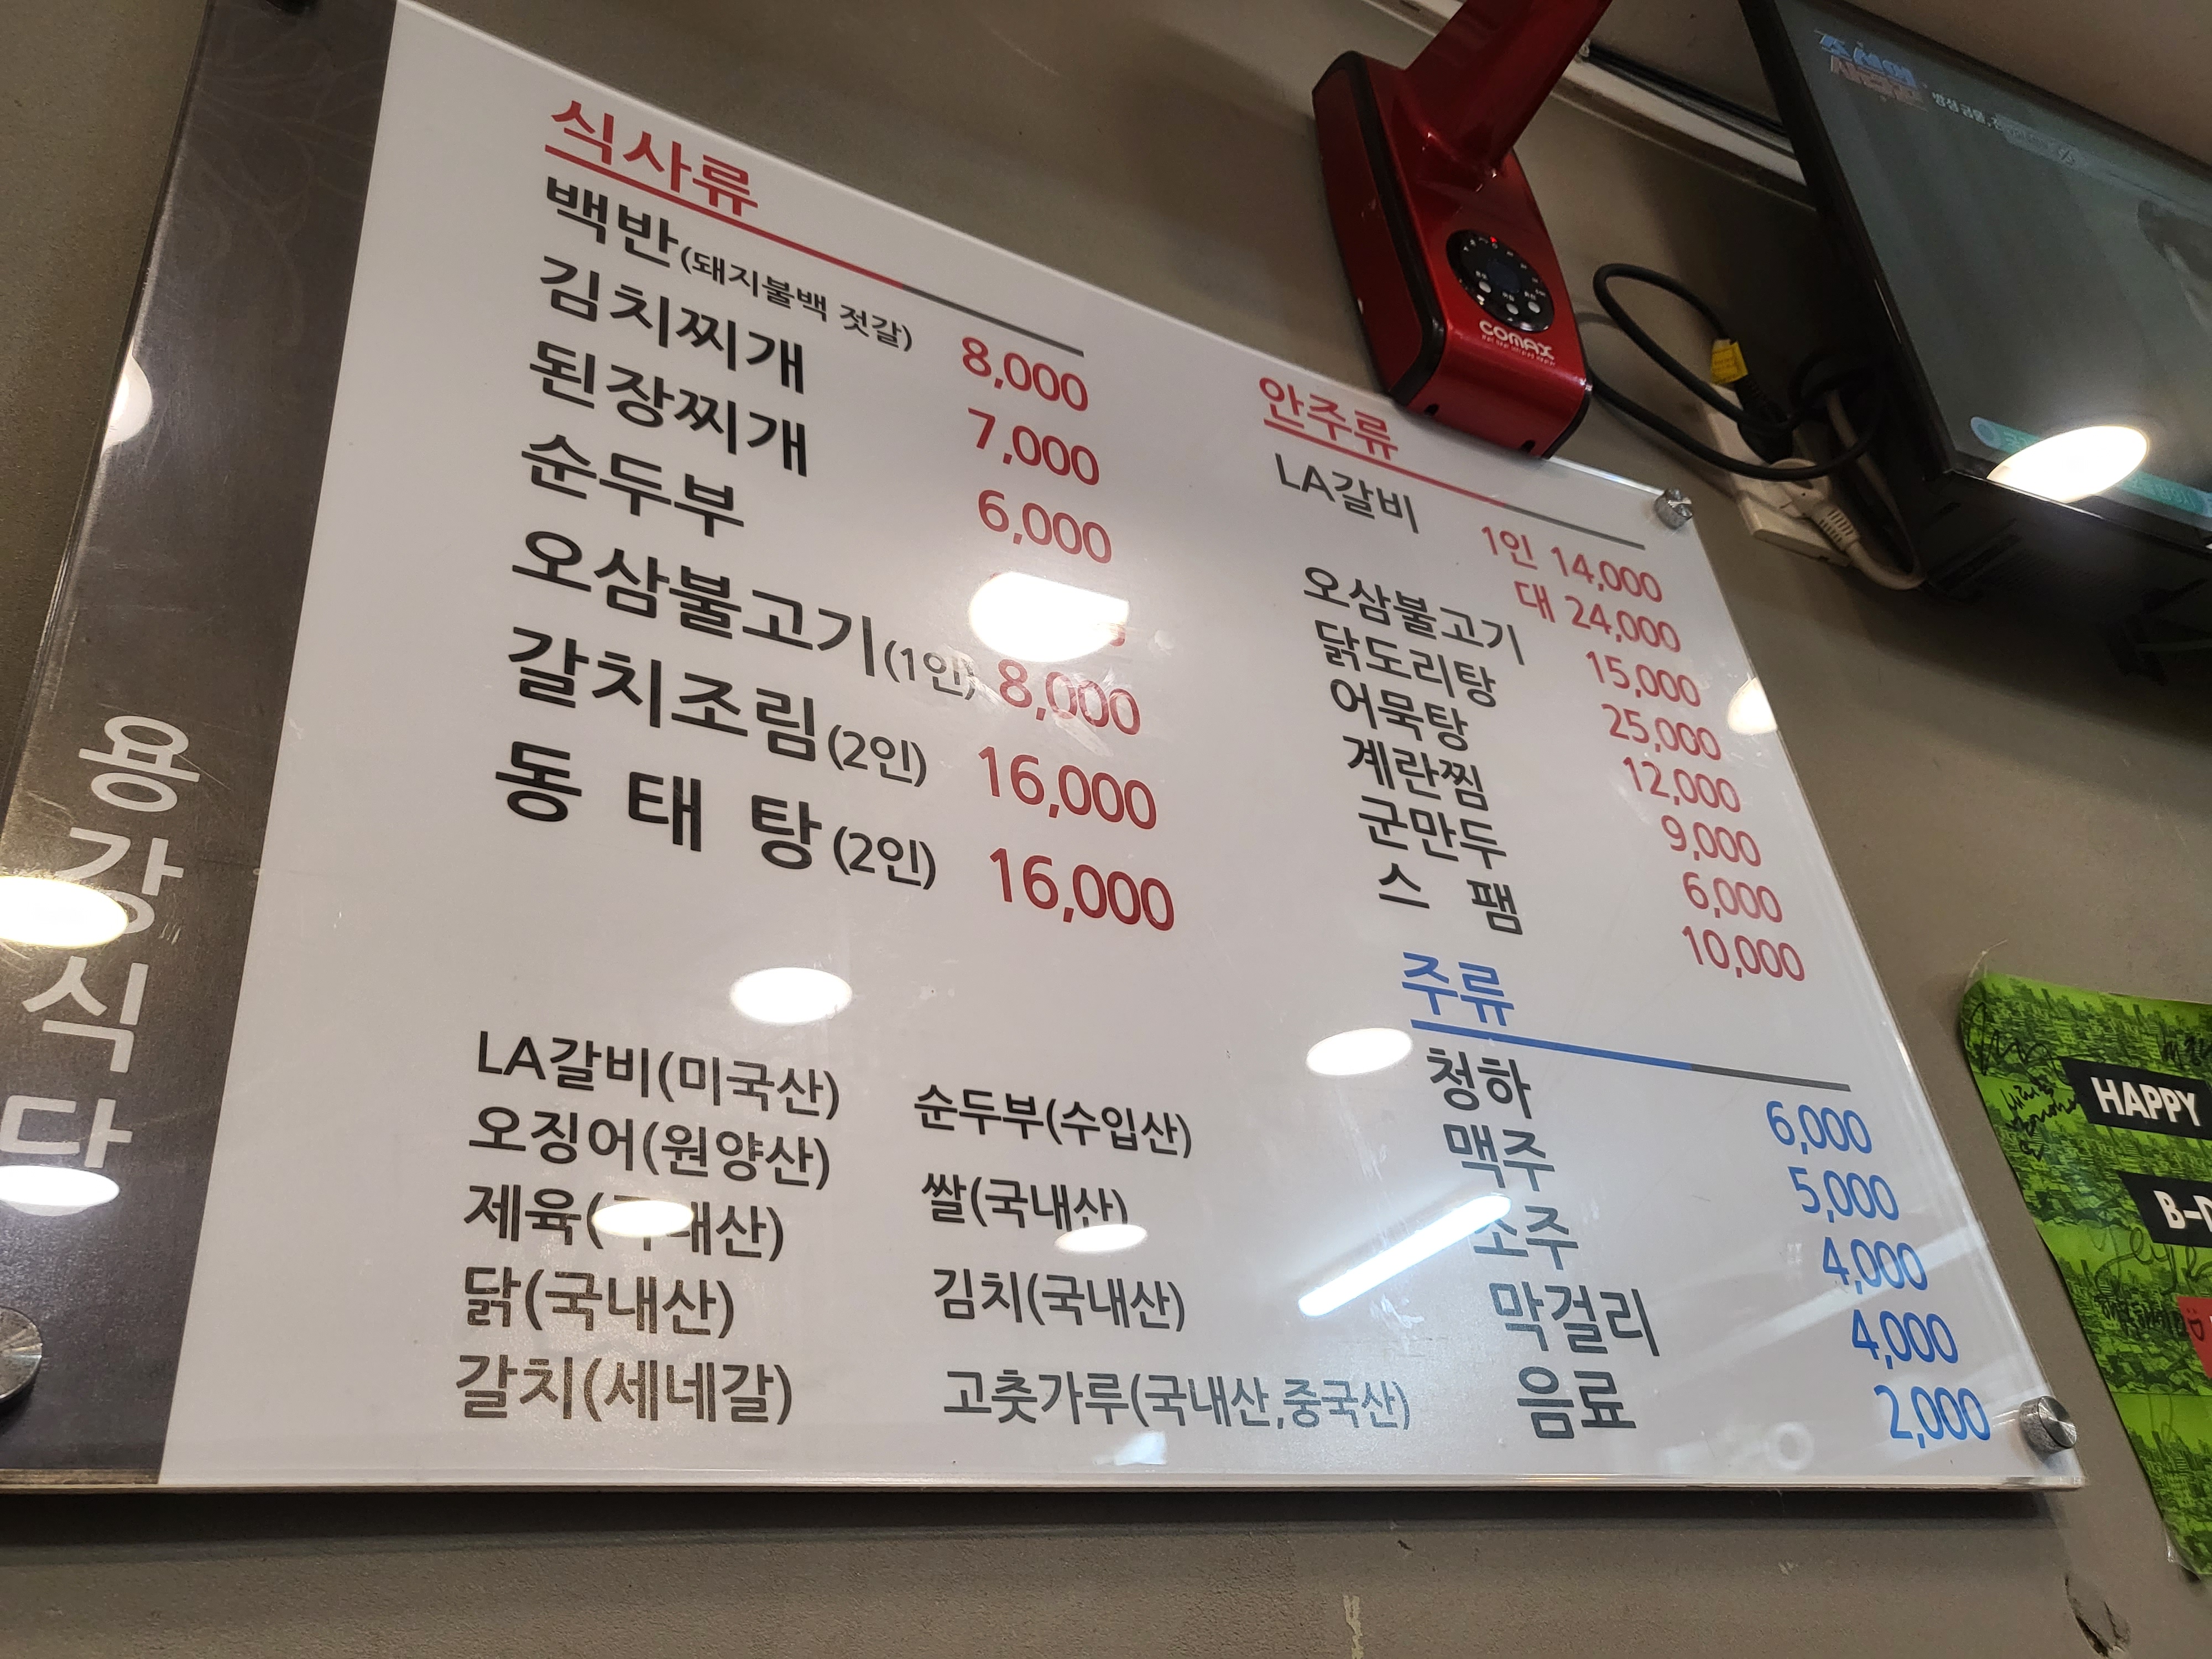 용강식당
식사류
백반(돼지불백 젓갈) 8,000
김치찌개 7,000
된장찌개 6,000
순두부
오삼불고기(1인) 8,000
갈치조림(2인) 16,000
동 태 탕(2인) 16,000
안주류
LA갈비 1인 14,000
대 24,000
오삼불고기 15,000
닭도리탕 25,000
어묵탕 12,000
계란찜 9,000
군만두 6,000
스 팸 10,000
주류
청하 6,000
맥주 5,000
소주 4,000
막걸리 4,000
음료 2,000
LA갈비(미국산)
오징어(원양산)
제육(국내산)
닭(국내산)
갈치(세네갈)
순두부(수입산)
쌀(국내산)
김치(국내산)
고춧가루(국내산,중국산)
COMAX
HAPPY